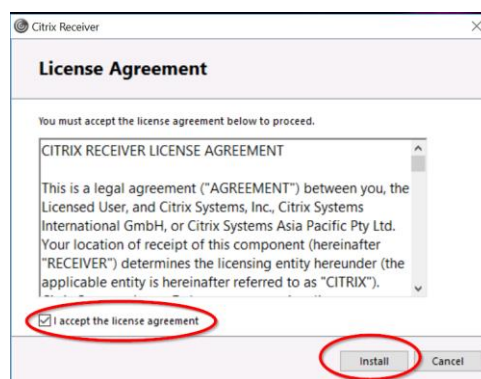 Citrix Receiver
License Agreement
You must accept the license agreement below to proceed.
CITRIX RECEIVER LICENSE AGREEMENT
This is a legal agreement ("AGREEMENT") between you, the
Licensed User, and Citrix Systems, Inc., Citrix Systems
International GmbH, or Citrix Systems Asia Pacific Pty Ltd.
Your location of receipt of this component (hereinafter
"RECEIVER") determines the licensing entity hereunder (the
applicable entity is hereinafter referred to as "CITRIX").
I accept the license agreement
Install
Cancel